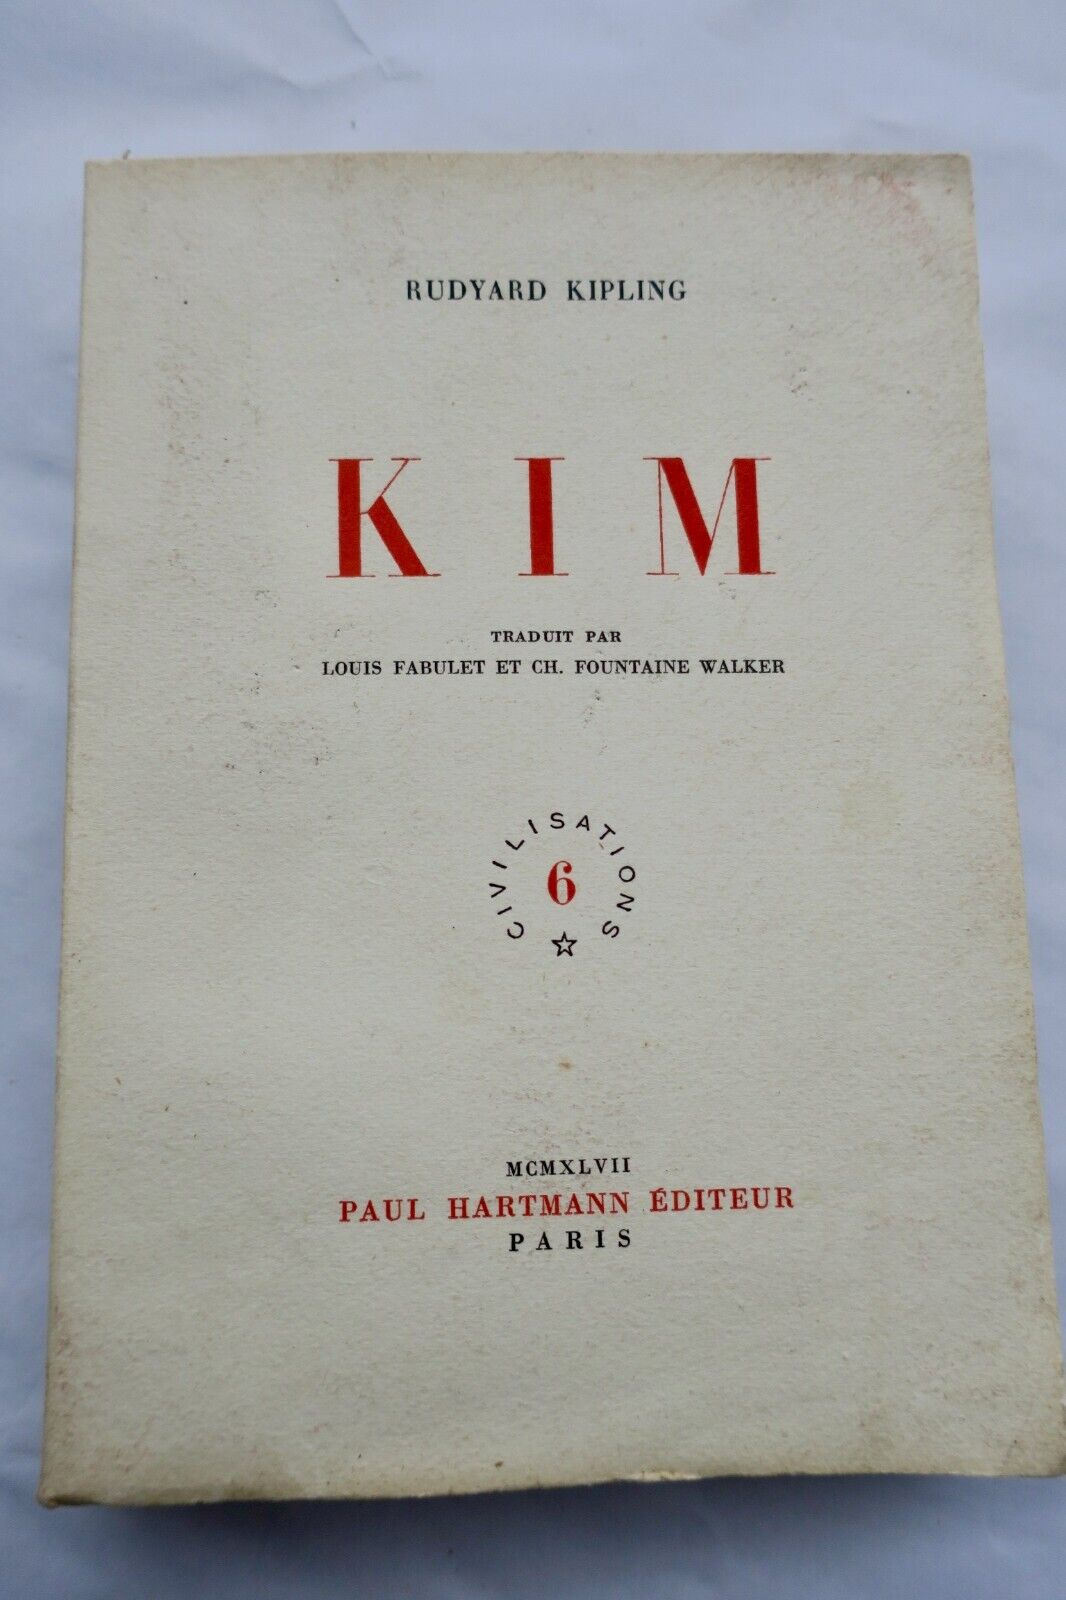 RUDYARD KIPLING
KIM
TRADUIT PAR
LOUIS FABULET ET CH. FOUNTAINE WALKER
CIVILISATIONS
6
MCMXLVII
PAUL HARTMANN ÉDITEUR
PARIS